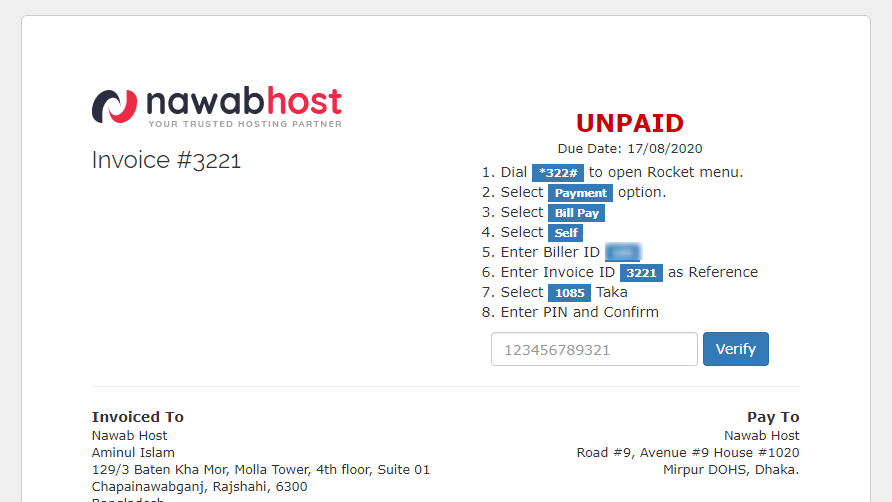 nawabhost
YOUR TRUSTED HOSTING PARTNER
Invoice #3221
UNPAID
Due Date: 17/08/2020
1. Dial *322# to open Rocket menu.
2. Select Payment option.
3. Select Bill Pay
4. Select Self
5. Enter Biller ID
6. Enter Invoice ID 3221 as Reference
7. Select 1085 Taka
8. Enter PIN and Confirm
123456789321 Verify
Invoiced To
Nawab Host
Aminul Islam
129/3 Baten Kha Mor, Molla Tower, 4th floor, Suite 01
Chapainawabganj, Rajshahi, 6300
Bangladesh
Pay To
Nawab Host
Road #9, Avenue #9 House #1020
Mirpur DOHS, Dhaka.